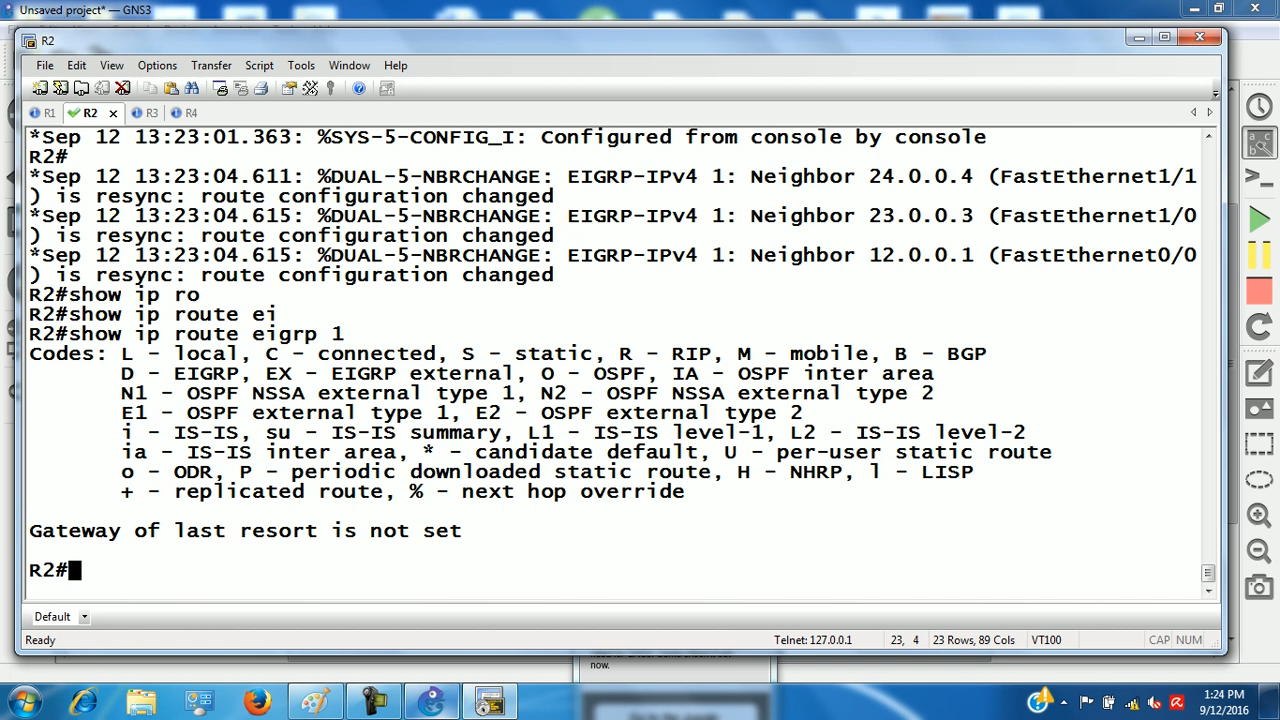 Unsaved project* — GNS3
R2
File Edit View Options Transfer Script Tools Window Help
R1 R2 x R3 R4
*Sep 12 13:23:01.363: %SYS-5-CONFIG_I: Configured from console by console
R2#
*Sep 12 13:23:04.611: %DUAL-5-NBRCHANGE: EIGRP-IPv4 1: Neighbor 24.0.0.4 (FastEthernet1/1
) is resync: route configuration changed
*Sep 12 13:23:04.615: %DUAL-5-NBRCHANGE: EIGRP-IPv4 1: Neighbor 23.0.0.3 (FastEthernet1/0
) is resync: route configuration changed
*Sep 12 13:23:04.615: %DUAL-5-NBRCHANGE: EIGRP-IPv4 1: Neighbor 12.0.0.1 (FastEthernet0/0
) is resync: route configuration changed
R2#show ip ro
R2#show ip route ei
R2#show ip route eigrp 1
Codes: L - local, C - connected, S - static, R - RIP, M - mobile, B - BGP
D - EIGRP, EX - EIGRP external, O - OSPF, IA - OSPF inter area
N1 - OSPF NSSA external type 1, N2 - OSPF NSSA external type 2
E1 - OSPF external type 1, E2 - OSPF external type 2
i - IS-IS, su - IS-IS summary, L1 - IS-IS level-1, L2 - IS-IS level-2
ia - IS-IS inter area, * - candidate default, U - per-user static route
o - ODR, P - periodic downloaded static route, H - NHRP, l - LISP
+ - replicated route, % - next hop override
Gateway of last resort is not set
R2#
Default
Ready Telnet: 127.0.0.1 23, 4 23 Rows, 89 Cols VT100 CAP NUM
now.
1:24 PM
9/12/2016